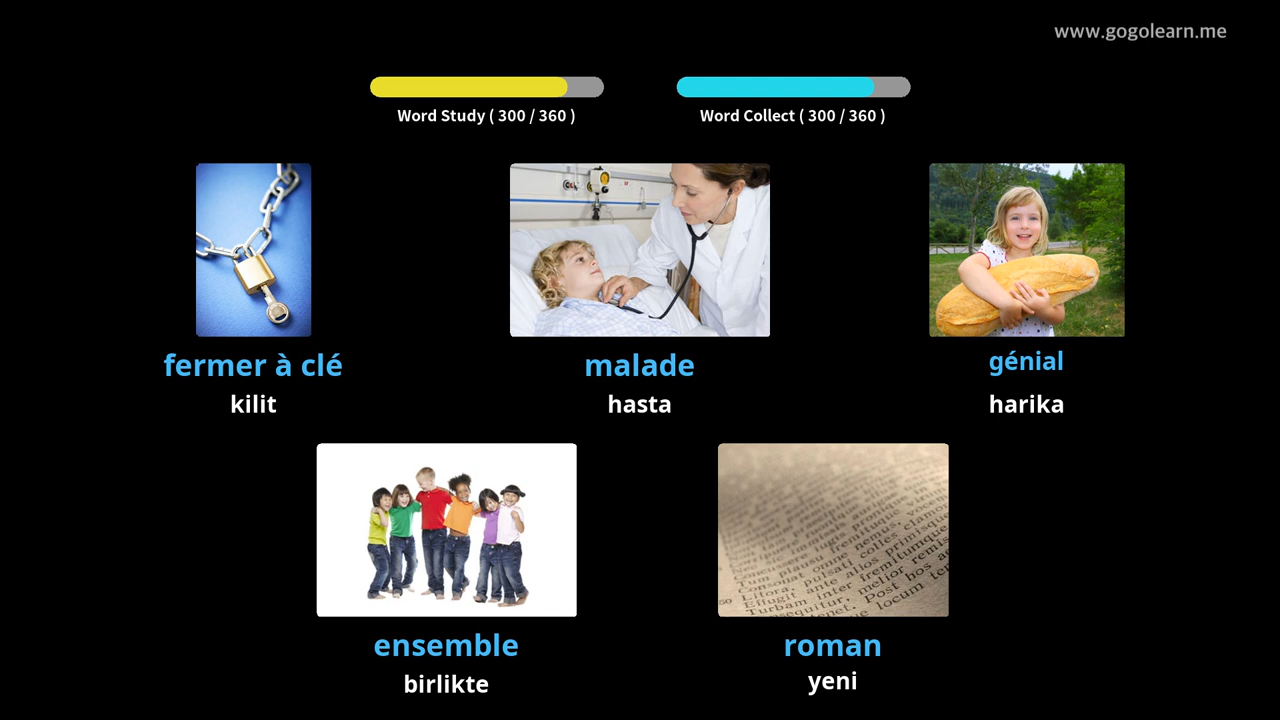 www.gogolearn.me
Word Study ( 300 / 360 )
Word Collect ( 300 / 360 )
fermer à clé
kilit
malade
hasta
génial
harika
ensemble
birlikte
roman
yeni